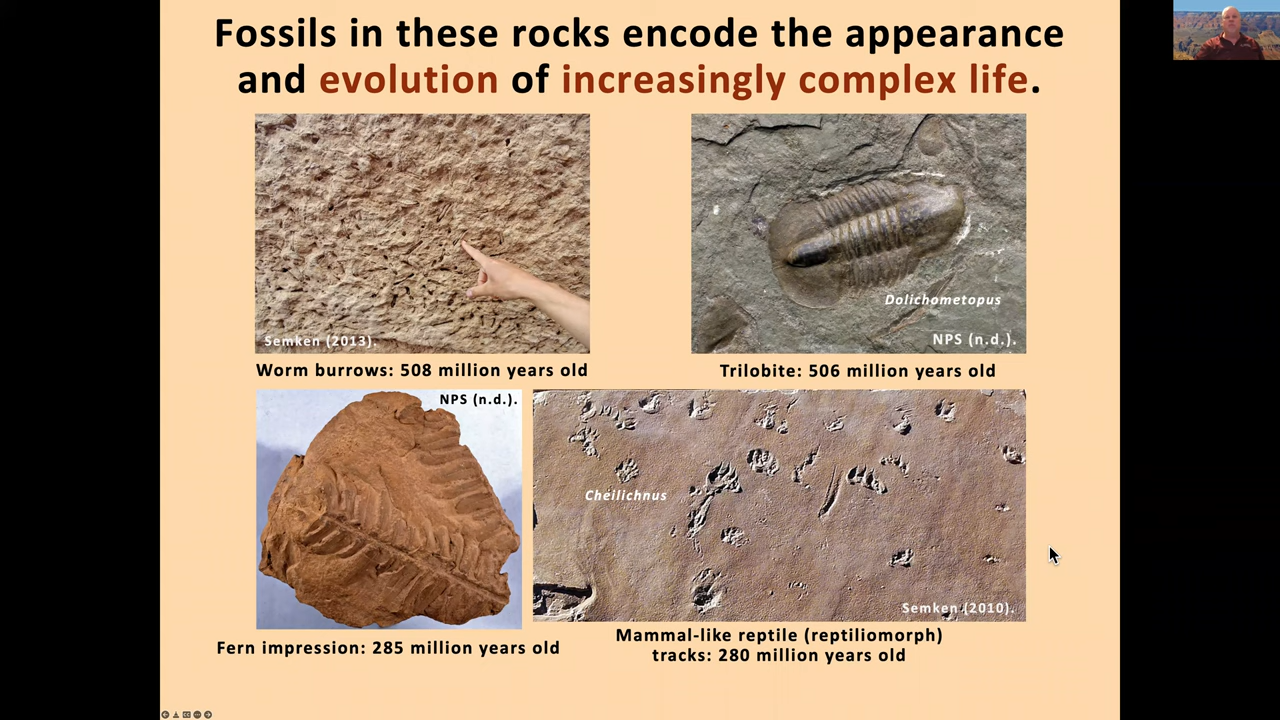 Fossils in these rocks encode the appearance
and evolution of increasingly complex life.
Semken (2013).
Worm burrows: 508 million years old
Dolichometopus
NPS (n.d.).
Trilobite: 506 million years old
NPS (n.d.).
Fern impression: 285 million years old
Cheilichnus
Semken (2010).
Mammal-like reptile (reptiliomorph)
tracks: 280 million years old